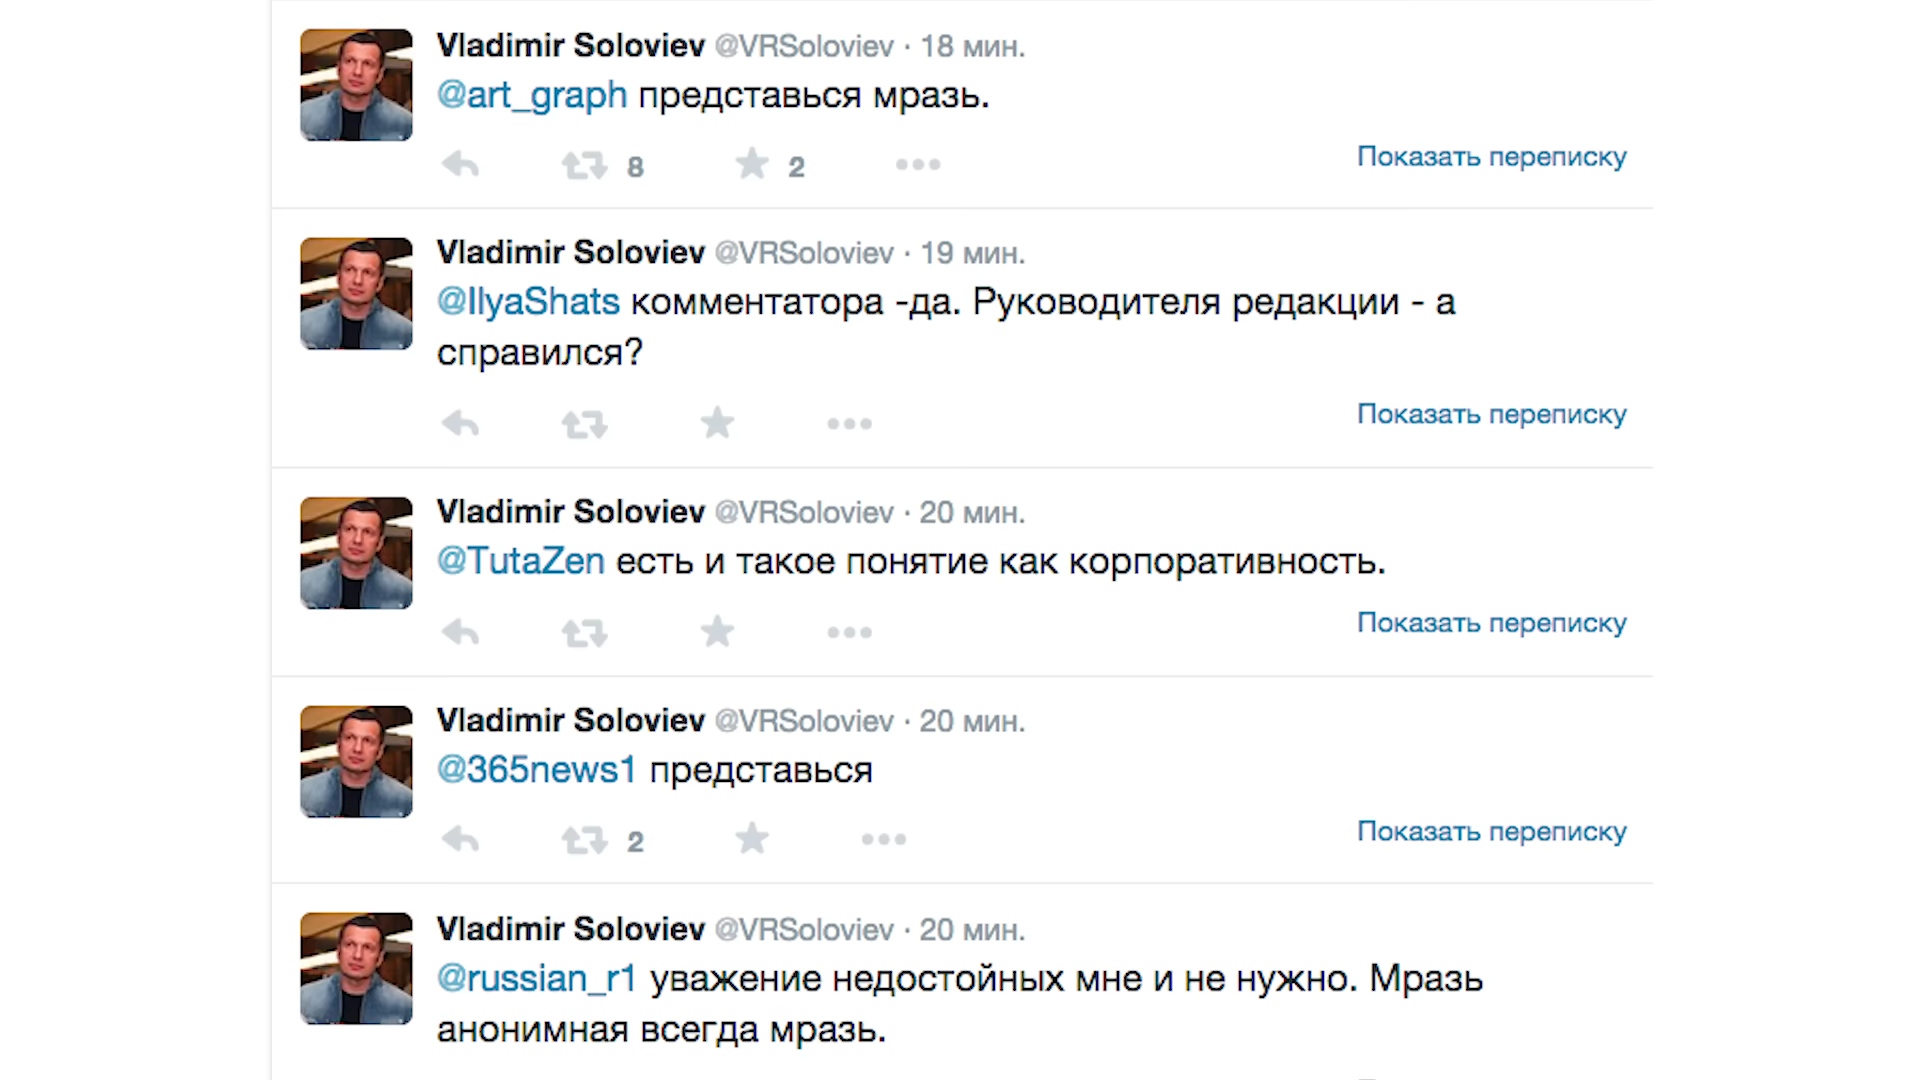 Vladimir Soloviev @VRSoloviev · 18 мин.
@art_graph представься мразь.
8 2
Показать переписку
Vladimir Soloviev @VRSoloviev · 19 мин.
@IlyaShats комментатора -да. Руководителя редакции - а
справился?
Показать переписку
Vladimir Soloviev @VRSoloviev · 20 мин.
@TutaZen есть и такое понятие как корпоративность.
Показать переписку
Vladimir Soloviev @VRSoloviev · 20 мин.
@365news1 представься
2
Показать переписку
Vladimir Soloviev @VRSoloviev · 20 мин.
@russian_r1 уважение недостойных мне и не нужно. Мразь
анонимная всегда мразь.